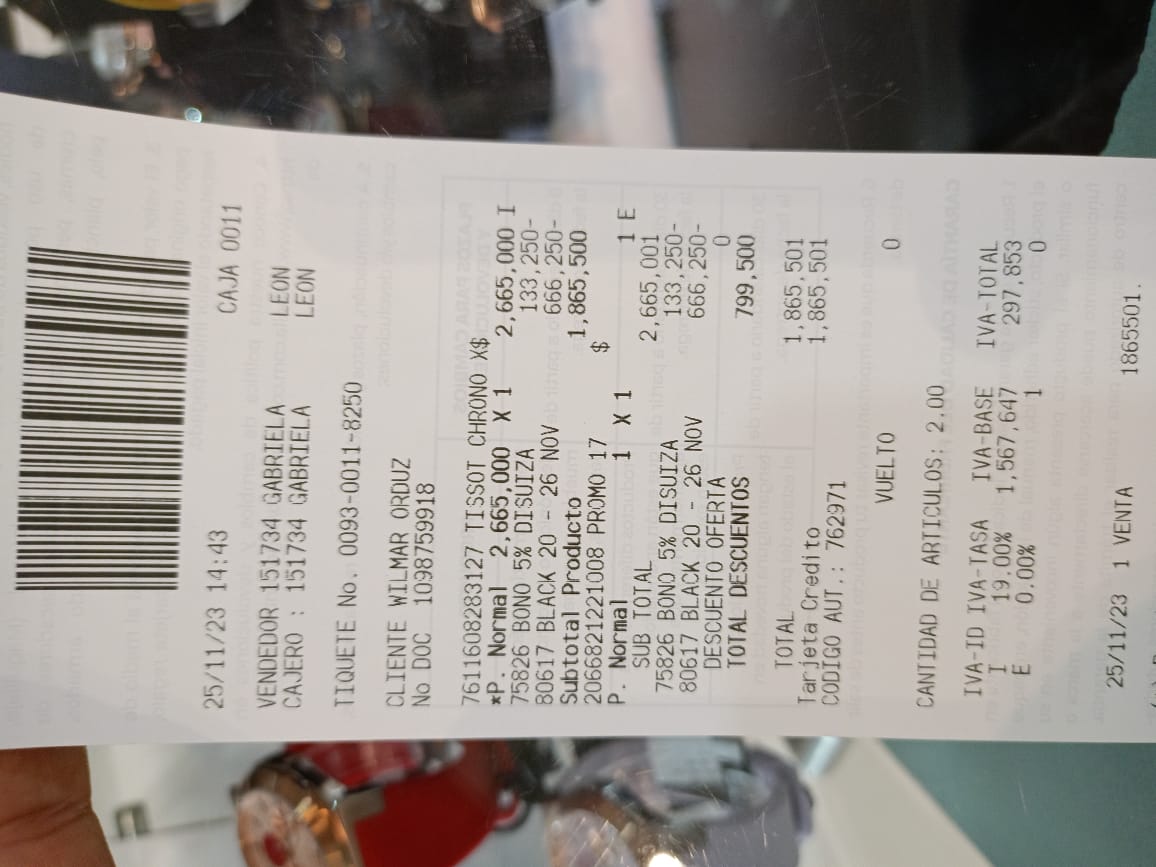 25/11/23 14:43 CAJA 0011
VENDEDOR 151734 GABRIELA LEON
CAJERO : 151734 GABRIELA LEON
TIQUETE No. 0093-0011-8250
CLIENTE WILMAR ORDUZ
No DOC 1098759918
7611608283127 TISSOT CHRONO X$
*P. Normal 2,665,000 X 1 2,665,000 I
75826 BONO 5% DISUIZA 133,250-
80617 BLACK 20 - 26 NOV 666,250-
Subtotal Producto 1,865,500
2066821221008 PROMO 17 $
P. Normal 1 X 1 1 E
SUB TOTAL 2,665,001
75826 BONO 5% DISUIZA 133,250-
80617 BLACK 20 - 26 NOV 666,250-
DESCUENTO OFERTA 0
TOTAL DESCUENTOS 799,500
TOTAL 1,865,501
Tarjeta Credito 1,865,501
CODIGO AUT.: 762971
VUELTO 0
CANTIDAD DE ARTICULOS: 2.00
IVA-ID IVA-TASA IVA-BASE IVA-TOTAL
I 19.00% 1,567,647 297,853
E 0.00% 1 0
25/11/23 1 VENTA 1865501.